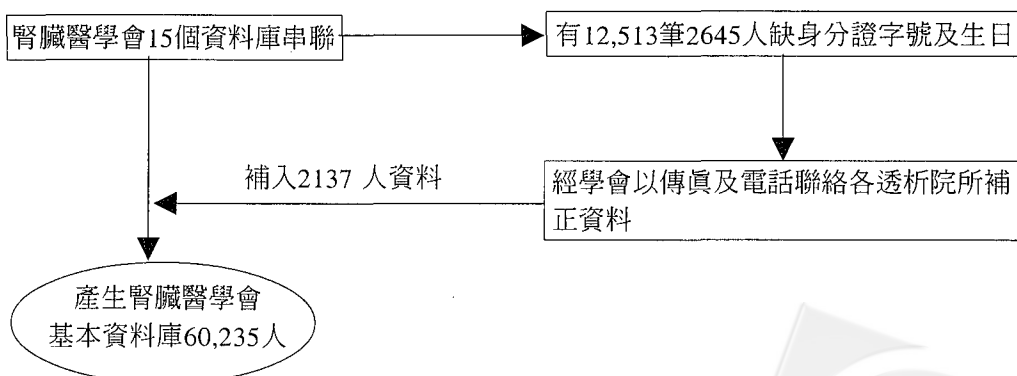 腎臟醫學會15個資料庫串聯
有12,513筆2645人缺身分證字號及生日
補入2137 人資料
經學會以傳眞及電話聯絡各透析院所補
正資料
產生腎臟醫學會
基本資料庫60,235人